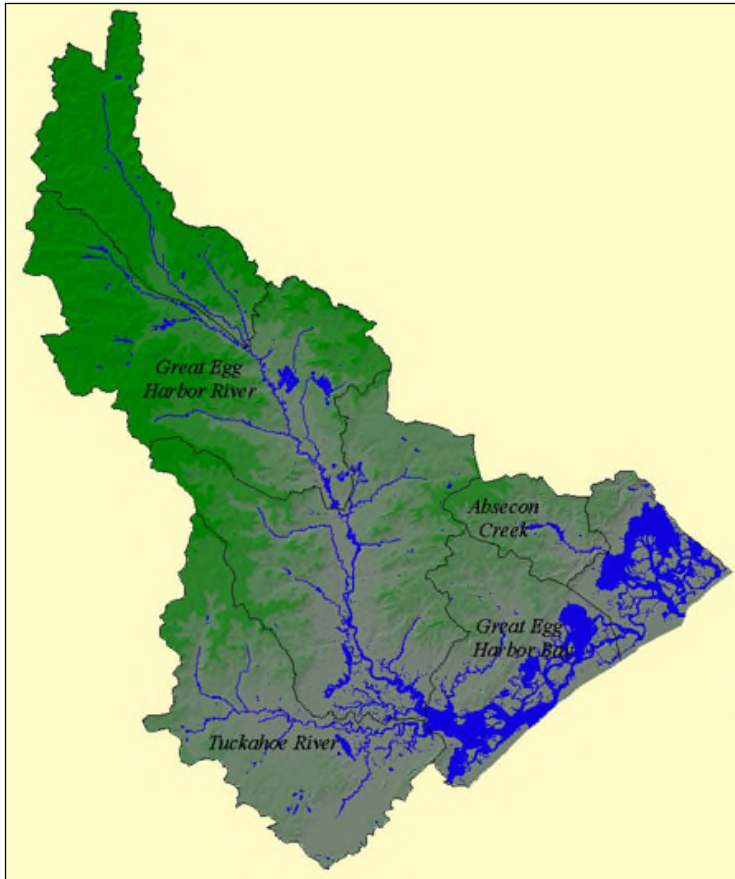 Great Egg
Harbor River
Absecon
Creek
Great Egg
Harbor Bay
Tuckahoe River